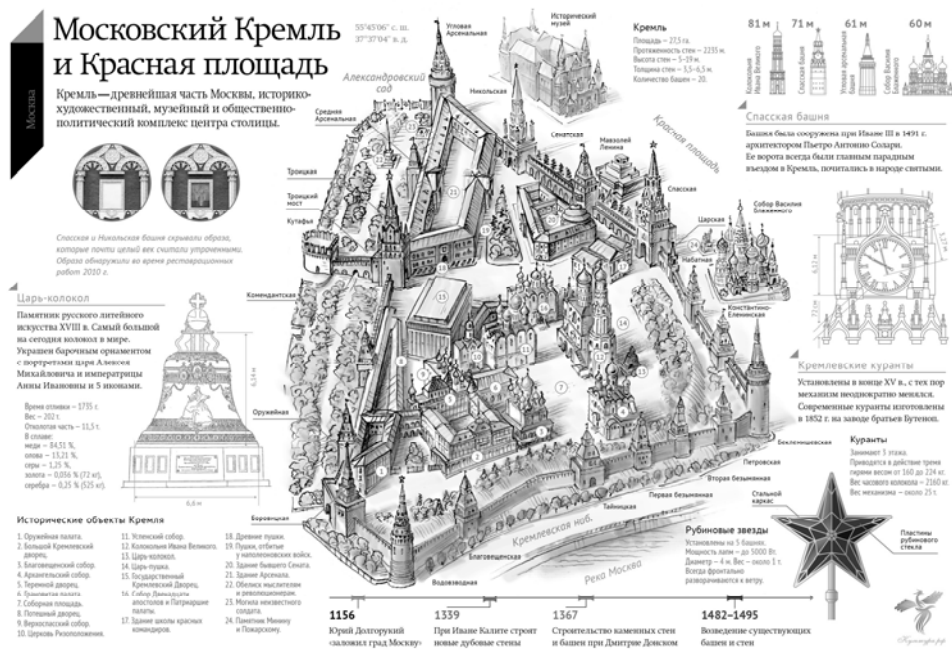 Московский Кремль
и Красная площадь
Кремль—древнейшая часть Москвы, историко-
художественный, музейный и общественно-
политический комплекс центра столицы.
Москва
55°45′06″ с. ш.
37°37′04″ в. д.
Спасская и Никольская башня скрывали образа,
которые почти целый век считали утраченными.
Образа обнаружили во время реставрационных
работ 2010 г.
Царь-колокол
Памятник русского литейного
искусства XVIII в. Самый большой
на сегодня колокол в мире.
Украшен барочным орнаментом
с портретами царя Алексея
Михайловича и императрицы
Анны Ивановны и 5 иконами.
Время отливки – 1735 г.
Вес – 202 т.
Отколотая часть – 11,5 т.
В сплаве:
меди – 84,51 %,
олова – 13,21 %,
серы – 1,25 %,
золота – 0,036 % (72 кг),
серебра – 0,25 % (525 кг).
6,14 м
6,6 м
Исторические объекты Кремля
1. Оружейная палата.
2. Большой Кремлевский
дворец.
3. Благовещенский собор.
4. Архангельский собор.
5. Теремной дворец.
6. Грановитая палата.
7. Соборная площадь.
8. Потешный дворец.
9. Верхоспасский собор.
10. Церковь Ризоположения.
11. Успенский собор.
12. Колокольня Ивана Великого.
13. Царь-колокол.
14. Царь-пушка.
15. Государственный
Кремлевский Дворец.
16. Собор Двенадцати
апостолов и Патриаршие
палаты.
17. Здание школы красных
командиров.
18. Древние пушки.
19. Пушки, отбитые
у наполеоновских войск.
20. Здание бывшего Сената.
21. Здание Арсенала.
22. Обелиск мыслителям
и революционерам.
23. Могила неизвестного
солдата.
24. Памятник Минину
и Пожарскому.
Угловая
Арсенальная
Исторический
музей
Александровский
сад
Никольская
Средняя
Арсенальная
Сенатская
Мавзолей
Ленина
Красная площадь
Троицкая
Троицкий
мост
Кутафья
Спасская
Царская
Собор Василия
Блаженного
Набатная
Комендантская
Константино-
Еленинская
Оружейная
Беклемишевская
Петровская
Вторая безымянная
Первая безымянная
Тайницкая
Боровицкая
Кремлевская наб.
Благовещенская
Река Москва
Водовзводная
Кремль
Площадь – 27,5 га.
Протяженность стен – 2235 м.
Высота стен – 5–19 м.
Толщина стен – 3,5–6,5 м.
Количество башен – 20.
81 м
71 м
61 м
60 м
Колокольня
Ивана Великого
Спасская башня
Угловая арсенальная
башня
Собор Василия
Блаженного
Спасская башня
Башня была сооружена при Иване III в 1491 г.
архитектором Пьетро Антонио Солари.
Ее ворота всегда были главным парадным
въездом в Кремль, почитались в народе святыми.
6,12 м
72 см
Кремлевские куранты
Установлены в конце XV в., с тех пор
механизм неоднократно менялся.
Современные куранты изготовлены
в 1852 г. на заводе братьев Бутеноп.
Куранты
Занимают 3 этажа.
Приводятся в действие тремя
гирями весом от 160 до 224 кг.
Вес часового колокола – 2160 кг.
Вес механизма – около 25 т.
Стальной
каркас
Пластины
рубинового
стекла
Рубиновые звезды
Установлены на 5 башнях.
Мощность ламп – до 5000 Вт.
Диаметр – 4 м. Вес – около 1 т.
Всегда фронтально
разворачиваются к ветру.
1156
Юрий Долгорукий
«заложил град Москву»
1339
При Иване Калите строят
новые дубовые стены
1367
Строительство каменных стен
и башен при Дмитрие Донском
1482–1495
Возведение существующих
башен и стен
Культура.рф